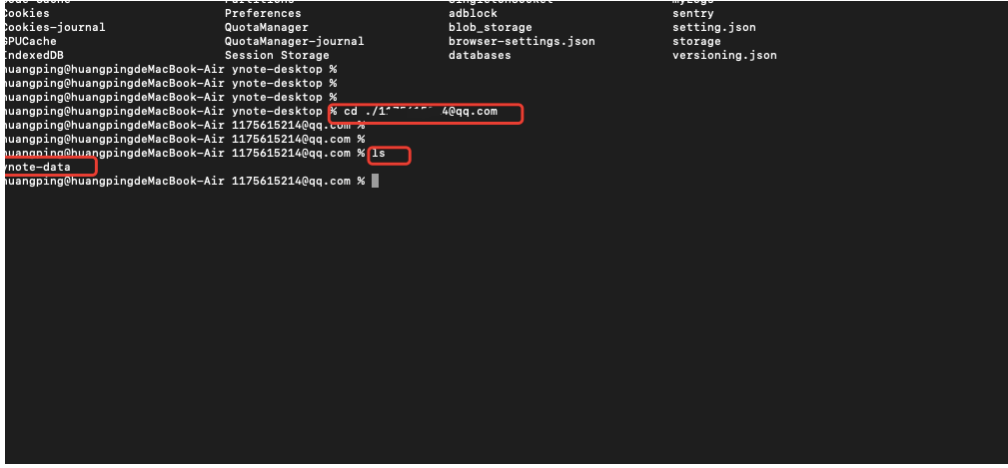 Cookies Preferences adblock sentry
Cookies-journal QuotaManager blob_storage setting.json
GPUCache QuotaManager-journal browser-settings.json storage
IndexedDB Session Storage databases versioning.json
huangping@huangpingdeMacBook-Air ynote-desktop %
huangping@huangpingdeMacBook-Air ynote-desktop %
huangping@huangpingdeMacBook-Air ynote-desktop %
huangping@huangpingdeMacBook-Air ynote-desktop % cd ./1 4@qq.com
huangping@huangpingdeMacBook-Air 1175615214@qq.com %
huangping@huangpingdeMacBook-Air 1175615214@qq.com %
huangping@huangpingdeMacBook-Air 1175615214@qq.com % ls
ynote-data
huangping@huangpingdeMacBook-Air 1175615214@qq.com %